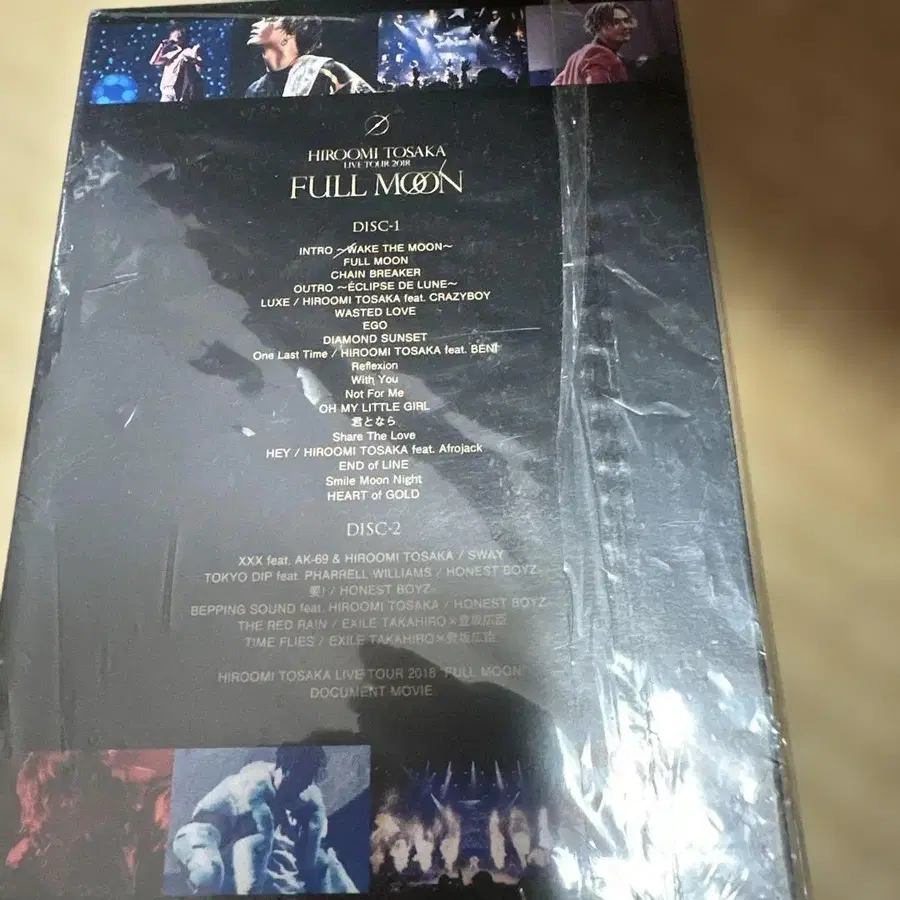 HIROOMI TOSAKA
LIVE TOUR 2018
FULL MOON
DISC-1
INTRO ～WAKE THE MOON～
FULL MOON
CHAIN BREAKER
OUTRO ～ÉCLIPSE DE LUNE～
LUXE / HIROOMI TOSAKA feat. CRAZYBOY
WASTED LOVE
EGO
DIAMOND SUNSET
One Last Time / HIROOMI TOSAKA feat. BENI
Reflexion
With You
Not For Me
OH MY LITTLE GIRL
君となら
Share The Love
HEY / HIROOMI TOSAKA feat. Afrojack
END of LINE
Smile Moon Night
HEART of GOLD
DISC-2
XXX feat. AK-69 & HIROOMI TOSAKA / SWAY
TOKYO DIP feat. PHARRELL WILLIAMS / HONEST BOYZ
/ HONEST BOYZ
BEPPING SOUND feat. HIROOMI TOSAKA / HONEST BOYZ
THE RED RAIN / EXILE TAKAHIRO×登坂広臣
TIME FLIES / EXILE TAKAHIRO×登坂広臣
HIROOMI TOSAKA LIVE TOUR 2018 "FULL MOON"
DOCUMENT MOVIE